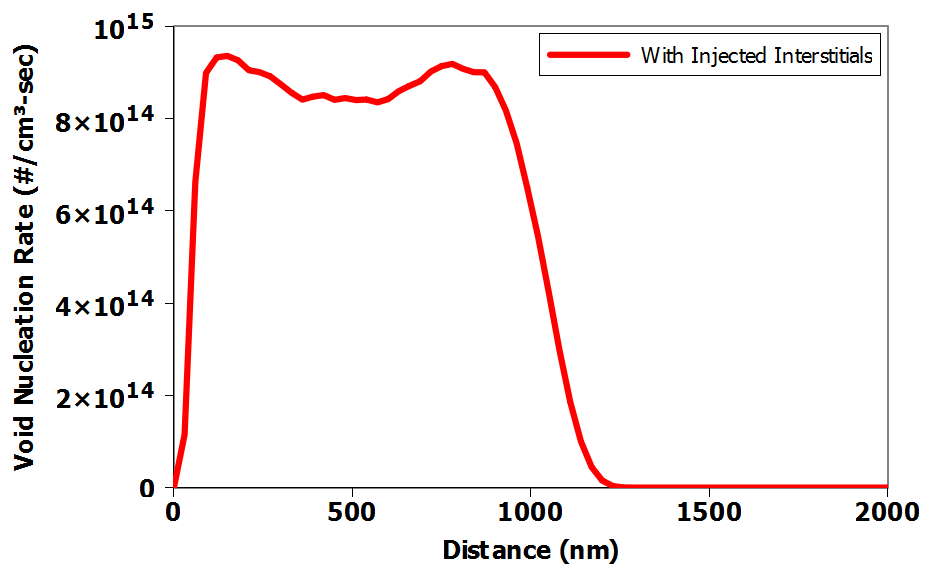 10¹⁵
With Injected Interstitials
8×10¹⁴
6×10¹⁴
4×10¹⁴
2×10¹⁴
0
Void Nucleation Rate (#/cm³-sec)
0 500 1000 1500 2000
Distance (nm)